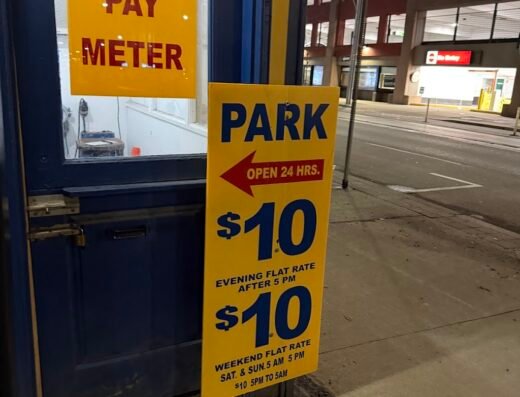 PAY
METER
PARK
OPEN 24 HRS.
$10
EVENING FLAT RATE
AFTER 5 PM
$10
WEEKEND FLAT RATE
SAT. & SUN. 5 AM 5 PM
$10 5PM TO 5AM